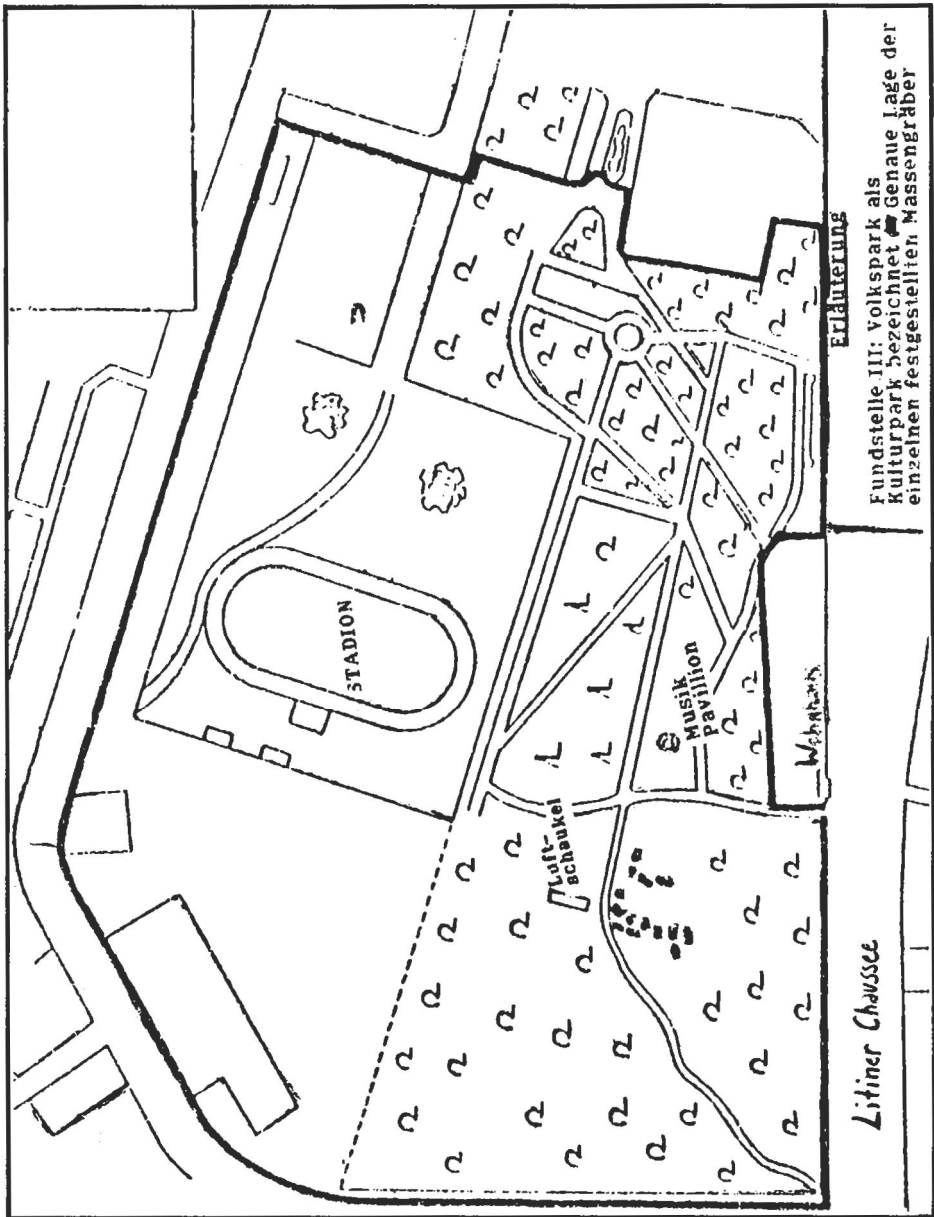 STADION
Luft-
schaukel
Musik
Pavillion
Litiner Chaussee
Erläuterung
Fundstelle III: Volkspark als
Kulturpark bezeichnet Genaue Lage der
einzelnen festgestellten Massengräber